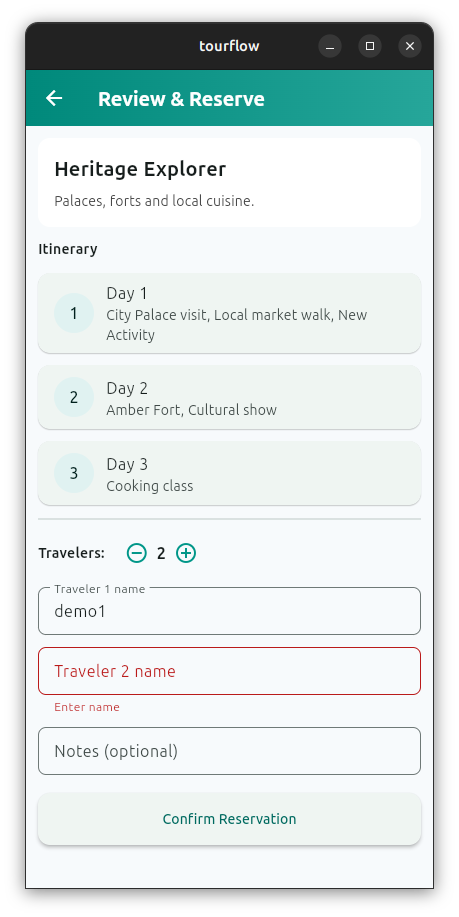 tourflow
Review & Reserve
Heritage Explorer
Palaces, forts and local cuisine.
Itinerary
1
Day 1
City Palace visit, Local market walk, New
Activity
2
Day 2
Amber Fort, Cultural show
3
Day 3
Cooking class
Travelers: 2
Traveler 1 name
demo1
Traveler 2 name
Enter name
Notes (optional)
Confirm Reservation